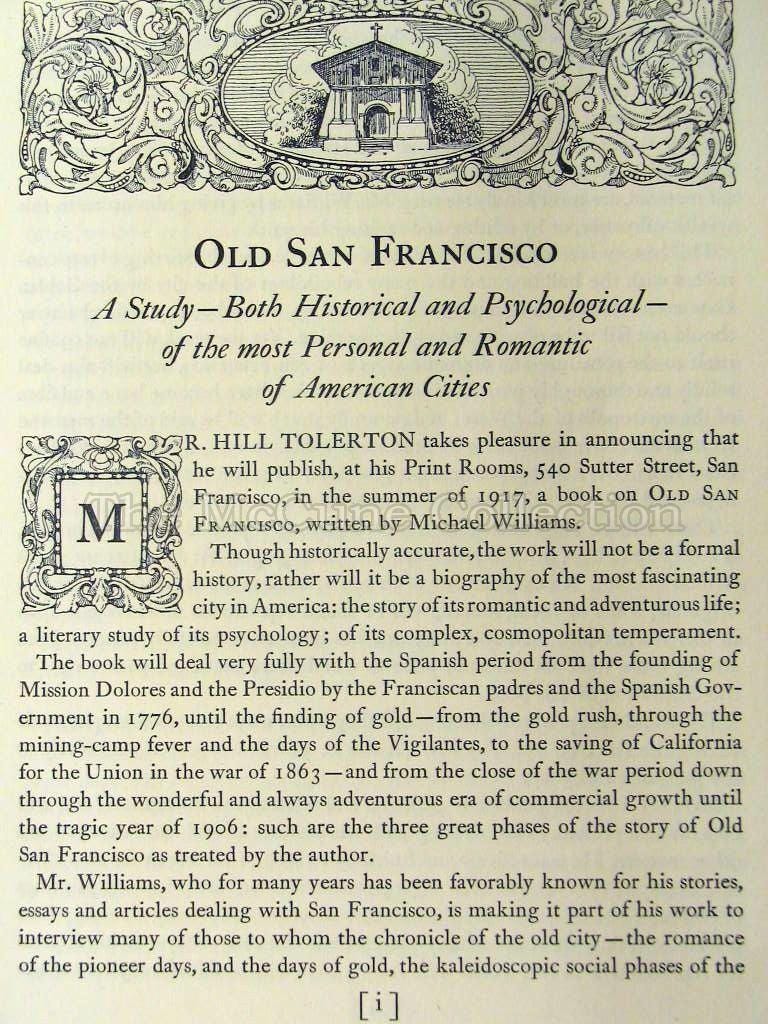 OLD SAN FRANCISCO
A Study—Both Historical and Psychological—
of the most Personal and Romantic
of American Cities
MR. HILL TOLERTON takes pleasure in announcing that
he will publish, at his Print Rooms, 540 Sutter Street, San
Francisco, in the summer of 1917, a book on OLD SAN
FRANCISCO, written by Michael Williams.
The McCune Collection
Though historically accurate, the work will not be a formal
history, rather will it be a biography of the most fascinating
city in America: the story of its romantic and adventurous life;
a literary study of its psychology; of its complex, cosmopolitan temperament.
The book will deal very fully with the Spanish period from the founding of
Mission Dolores and the Presidio by the Franciscan padres and the Spanish Gov-
ernment in 1776, until the finding of gold—from the gold rush, through the
mining-camp fever and the days of the Vigilantes, to the saving of California
for the Union in the war of 1863—and from the close of the war period down
through the wonderful and always adventurous era of commercial growth until
the tragic year of 1906: such are the three great phases of the story of Old
San Francisco as treated by the author.
Mr. Williams, who for many years has been favorably known for his stories,
essays and articles dealing with San Francisco, is making it part of his work to
interview many of those to whom the chronicle of the old city—the romance
of the pioneer days, and the days of gold, the kaleidoscopic social phases of the
[i]